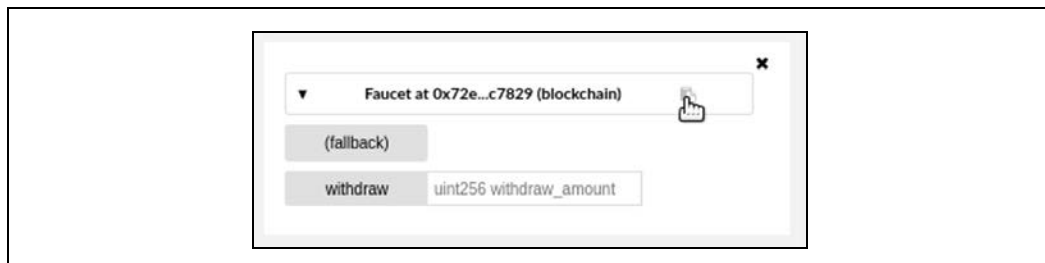 Faucet at 0x72e...c7829 (blockchain)
(fallback)
withdraw uint256 withdraw_amount